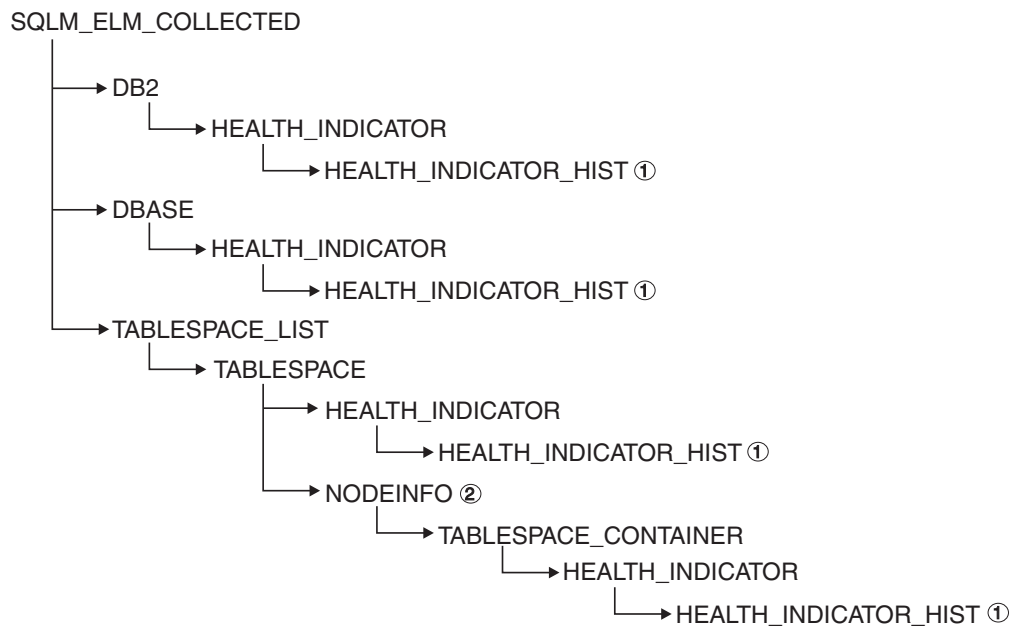 SQLM_ELM_COLLECTED
DB2
HEALTH_INDICATOR
HEALTH_INDICATOR_HIST ①
DBASE
HEALTH_INDICATOR
HEALTH_INDICATOR_HIST ①
TABLESPACE_LIST
TABLESPACE
HEALTH_INDICATOR
HEALTH_INDICATOR_HIST ①
NODEINFO ②
TABLESPACE_CONTAINER
HEALTH_INDICATOR
HEALTH_INDICATOR_HIST ①